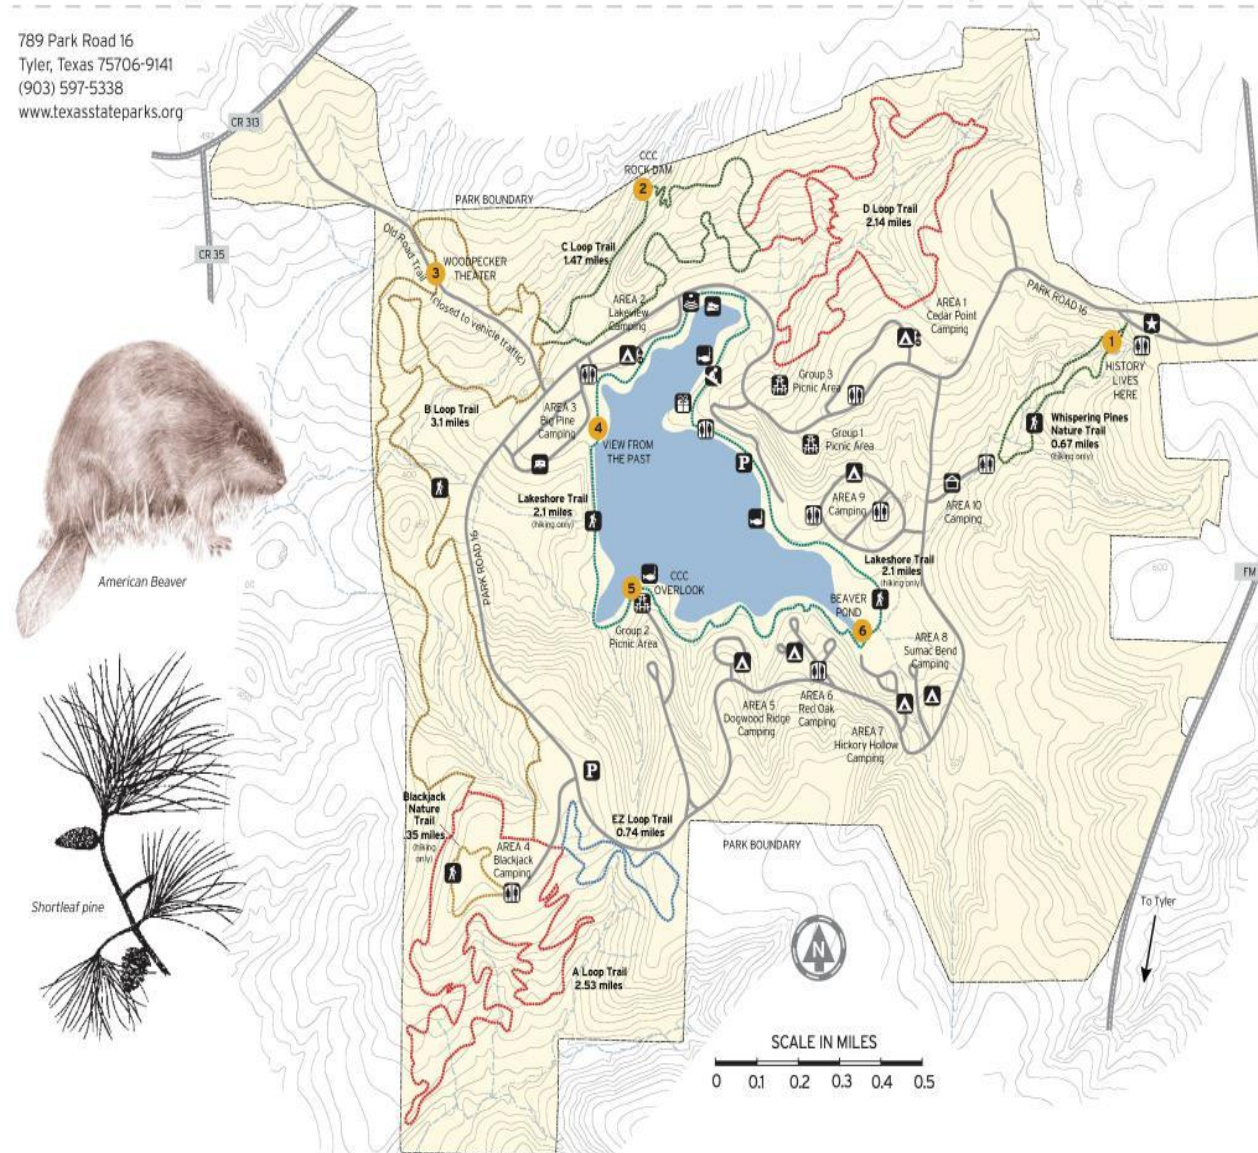 789 Park Road 16
Tyler, Texas 75706-9141
(903) 597-5338
www.texasstateparks.org
CR 313
CR 35
PARK BOUNDARY
CCC
ROCK DAM
2
D Loop Trail
2.14 miles
C Loop Trail
1.47 miles
Old Road Trail
(closed to vehicle traffic)
3
WOODPECKER
THEATER
AREA 2
Lakeview
Camping
AREA 1
Cedar Point
Camping
PARK ROAD 16
1
HISTORY
LIVES
HERE
Group 3
Picnic Area
B Loop Trail
3.1 miles
AREA 3
Big Pine
Camping
4
VIEW FROM
THE PAST
Whispering Pines
Nature Trail
0.67 miles
(hiking only)
Group 1
Picnic Area
P
AREA 9
Camping
AREA 10
Camping
Lakeshore Trail
2.1 miles
(hiking only)
PARK ROAD 16
Lakeshore Trail
2.1 miles
(hiking only)
5
CCC
OVERLOOK
Group 2
Picnic Area
BEAVER
POND
6
FM
600
American Beaver
AREA 8
Sumac Bend
Camping
AREA 5
Dogwood Ridge
Camping
AREA 6
Red Oak
Camping
AREA 7
Hickory Hollow
Camping
P
Blackjack
Nature
Trail
.35 miles
(hiking
only)
AREA 4
Blackjack
Camping
EZ Loop Trail
0.74 miles
PARK BOUNDARY
Shortleaf pine
To Tyler
N
A Loop Trail
2.53 miles
SCALE IN MILES
0 0.1 0.2 0.3 0.4 0.5